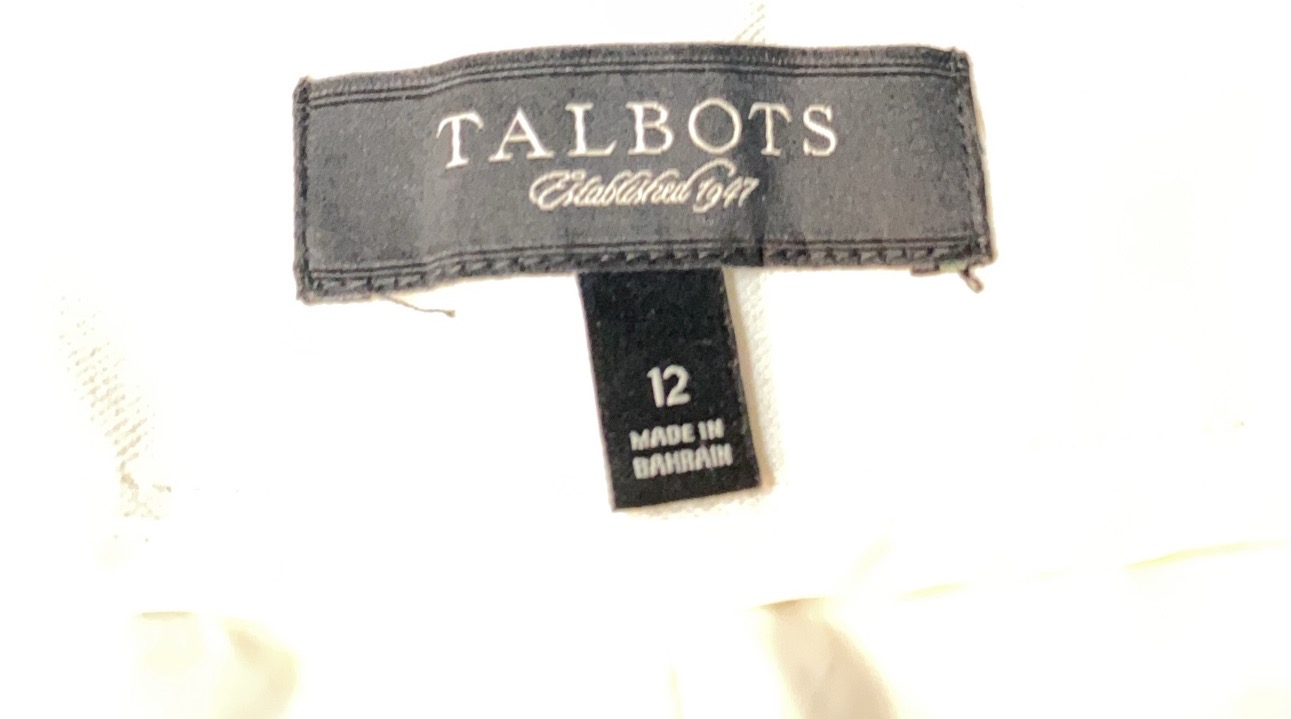 TALBOTS
Established 1947
12
MADE IN
BAHRAIN